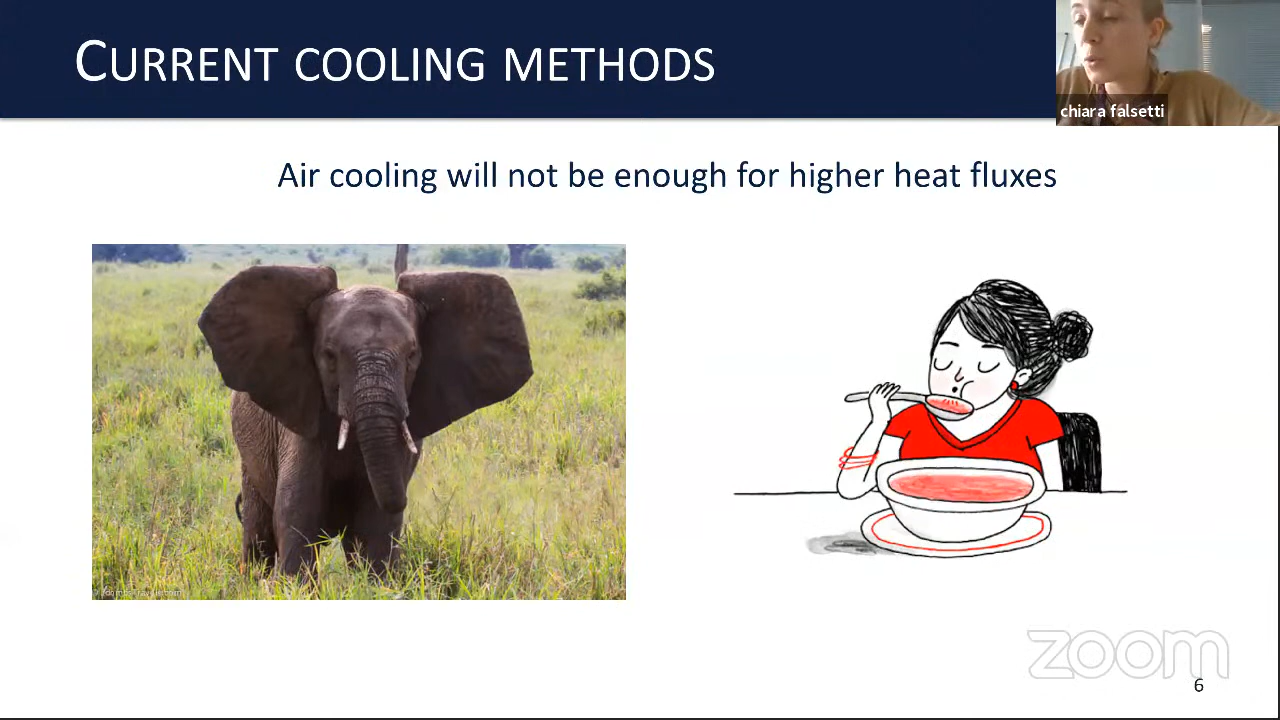 CURRENT COOLING METHODS
chiara falsetti
Air cooling will not be enough for higher heat fluxes
zoom
6